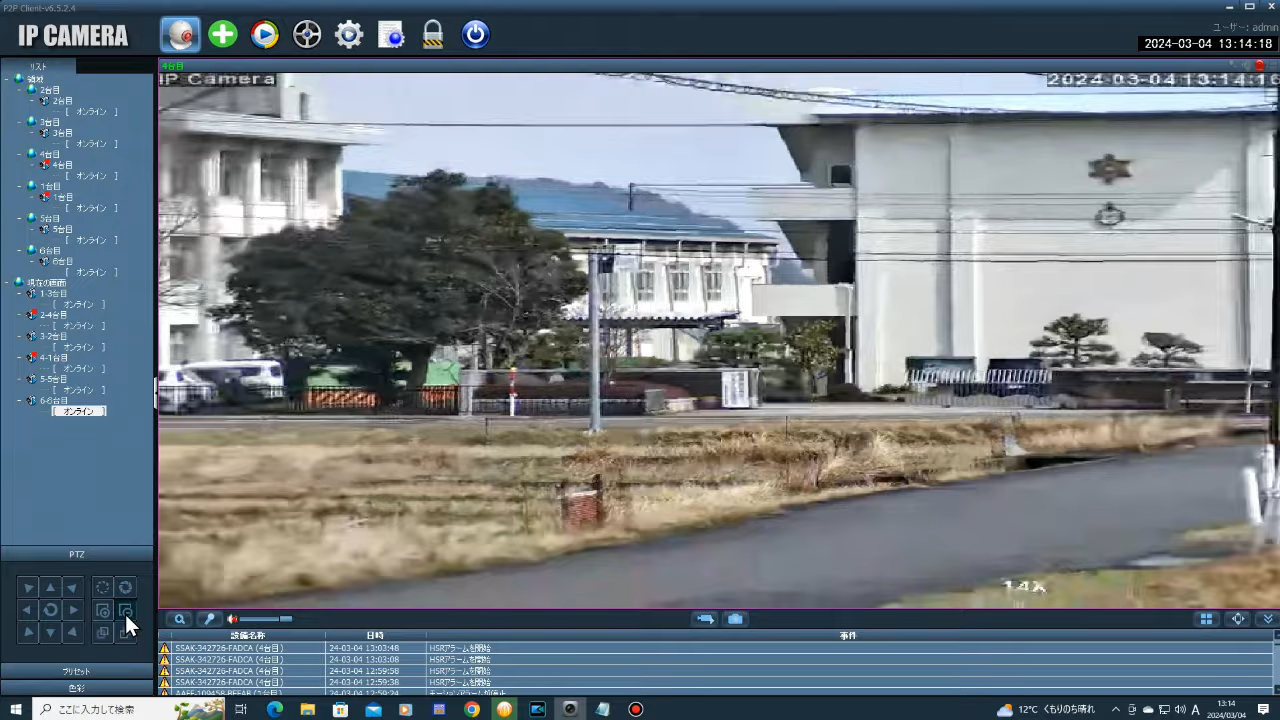 P2P Client-v6.5.2.4
IP CAMERA
ユーザー: admin
2024-03-04 13:14:18
リスト
4台目
IP Camera
2024-03-04 13:14:16
領域
2台目
2台目
[ オンライン ]
3台目
3台目
[ オンライン ]
4台目
4台目
[ オンライン ]
1台目
1台目
[ オンライン ]
5台目
5台目
[ オンライン ]
6台目
6台目
[ オンライン ]
現在の画面
1-3台目
[ オンライン ]
2-4台目
[ オンライン ]
3-2台目
[ オンライン ]
4-1台目
[ オンライン ]
5-5台目
[ オンライン ]
6-6台目
[ オンライン ]
PTZ
14X
プリセット
色彩
設備名称 日時 事件
SSAK-342726-FADCA (4台目) 24-03-04 13:03:48 HSRアラームを開始
SSAK-342726-FADCA (4台目) 24-03-04 13:03:08 HSRアラームを開始
SSAK-342726-FADCA (4台目) 24-03-04 12:59:58 HSRアラームを開始
SSAK-342726-FADCA (4台目) 24-03-04 12:59:38 HSRアラームを開始
24-03-04 12:59:24
ここに入力して検索
12℃ くもりのち晴れ
A
13:14
2024/03/04